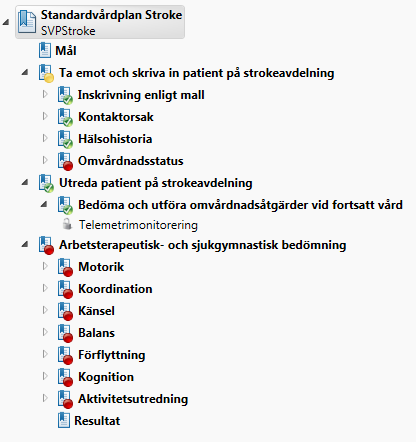 Standardvårdplan Stroke
SVPStroke
Mål
Ta emot och skriva in patient på strokeavdelning
Inskrivning enligt mall
Kontaktorsak
Hälsohistoria
Omvårdnadsstatus
Utreda patient på strokeavdelning
Bedöma och utföra omvårdnadsåtgärder vid fortsatt vård
Telemetrimonitorering
Arbetsterapeutisk- och sjukgymnastisk bedömning
Motorik
Koordination
Känsel
Balans
Förflyttning
Kognition
Aktivitetsutredning
Resultat